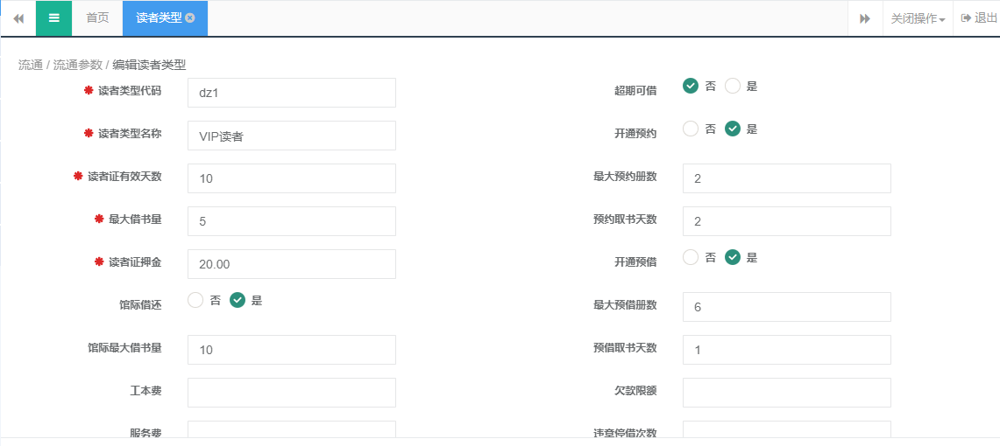 首页 读者类型 关闭操作 退出
流通 / 流通参数 / 编辑读者类型
读者类型代码 dz1 超期可借 否 是
读者类型名称 VIP读者 开通预约 否 是
读者证有效天数 10 最大预约册数 2
最大借书量 5 预约取书天数 2
读者证押金 20.00 开通预借 否 是
馆际借还 否 是 最大预借册数 6
馆际最大借书量 10 预借取书天数 1
工本费 欠款限额
服务费 违章停借次数